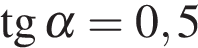 tg α = 0,5